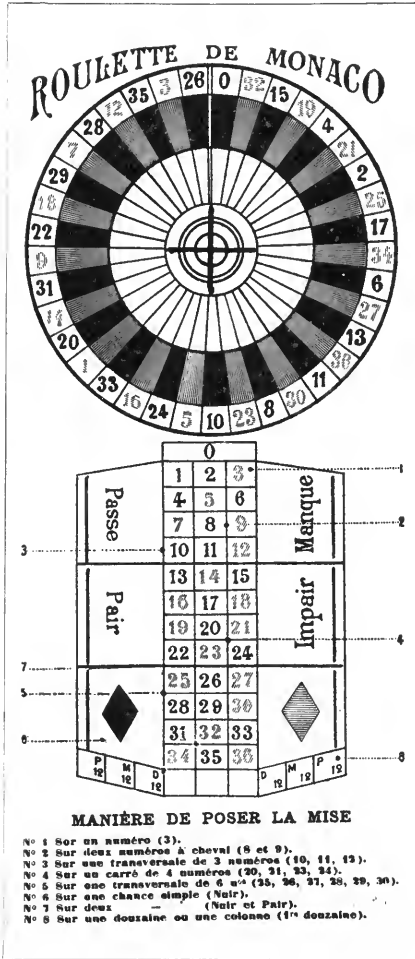 ROULETTE DE MONACO
0 32 15 19 4 21 2 25 17 34 6 27 13 36 11 30 8 23 10 5 24 16 33 1 20 14 31 9 22 18 29 7 28 12 35 3 26
0
1 2 3 1
Passe
4 5 6
Manque
7 8 9 2
3 10 11 12
13 14 15
Pair
16 17 18
Impair
19 20 21
4
22 23 24
7
25 26 27
5
28 29 30
6
31 32 33
34 35 36
8
P 12 M 12 D 12
D 12 M 12 P 12
MANIÈRE DE POSER LA MISE
Nº 1 Sur un numéro (3).
Nº 2 Sur deux numéros à cheval (8 et 9).
Nº 3 Sur une transversale de 3 numéros (10, 11, 12).
Nº 4 Sur un carré de 4 numéros (20, 21, 23, 24).
Nº 5 Sur une transversale de 6 nos (25, 26, 27, 28, 29, 30).
Nº 6 Sur une chance simple (Noir).
Nº 7 Sur deux — (Noir et Pair).
Nº 8 Sur une douzaine ou une colonne (1re douzaine).